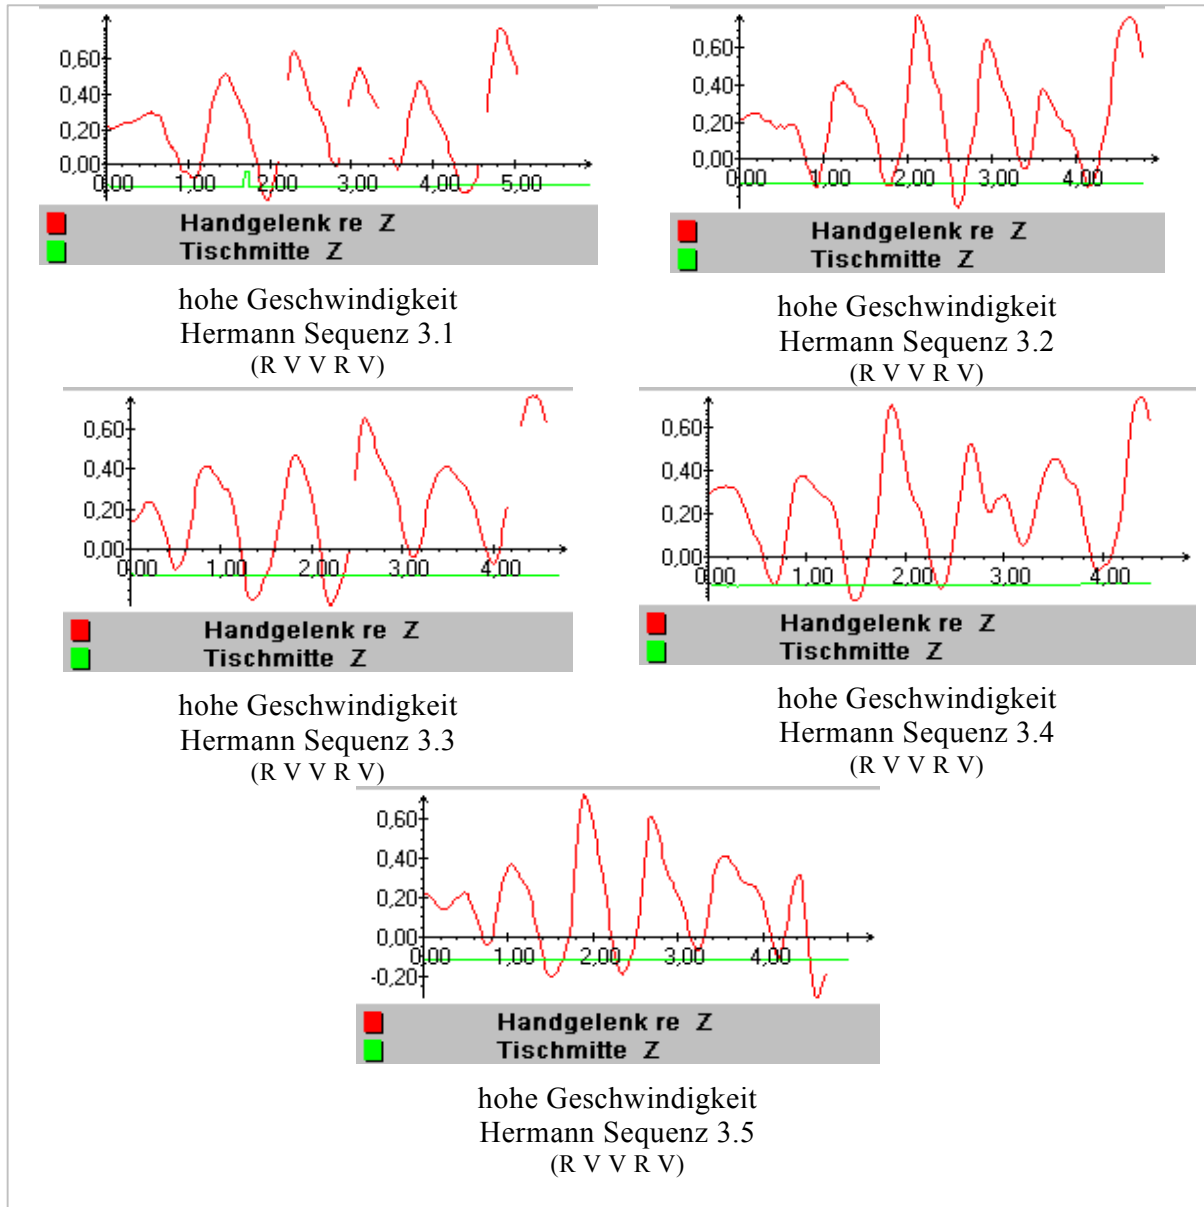 0,60
0,40
0,20
0,00
0,00 1,00 2,00 3,00 4,00 5,00
Handgelenk re Z
Tischmitte Z
hohe Geschwindigkeit
Hermann Sequenz 3.1
(R V V R V)
0,60
0,40
0,20
0,00
0,00 1,00 2,00 3,00 4,00
Handgelenk re Z
Tischmitte Z
hohe Geschwindigkeit
Hermann Sequenz 3.2
(R V V R V)
0,60
0,40
0,20
0,00
0,00 1,00 2,00 3,00 4,00
Handgelenk re Z
Tischmitte Z
hohe Geschwindigkeit
Hermann Sequenz 3.3
(R V V R V)
0,60
0,40
0,20
0,00
0,00 1,00 2,00 3,00 4,00
Handgelenk re Z
Tischmitte Z
hohe Geschwindigkeit
Hermann Sequenz 3.4
(R V V R V)
0,60
0,40
0,20
0,00
0,00 1,00 2,00 3,00 4,00
-0,20
Handgelenk re Z
Tischmitte Z
hohe Geschwindigkeit
Hermann Sequenz 3.5
(R V V R V)